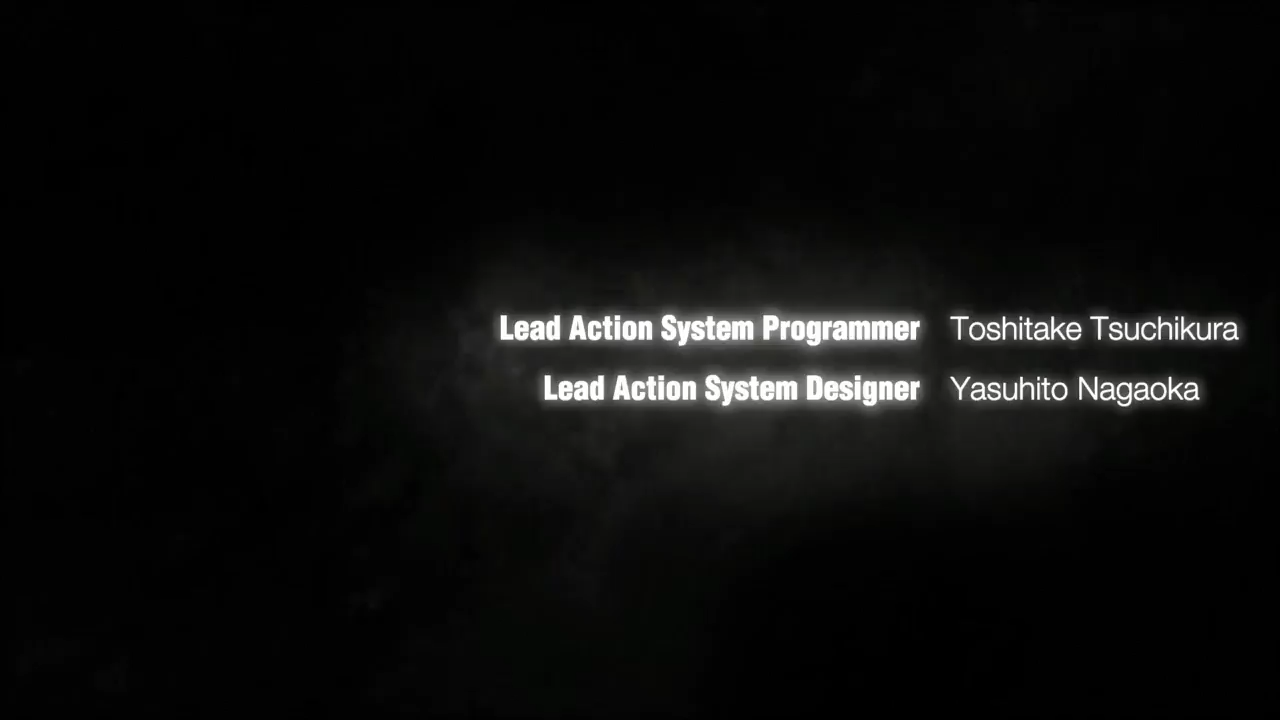 Lead Action System Programmer Toshitake Tsuchikura
Lead Action System Designer Yasuhito Nagaoka